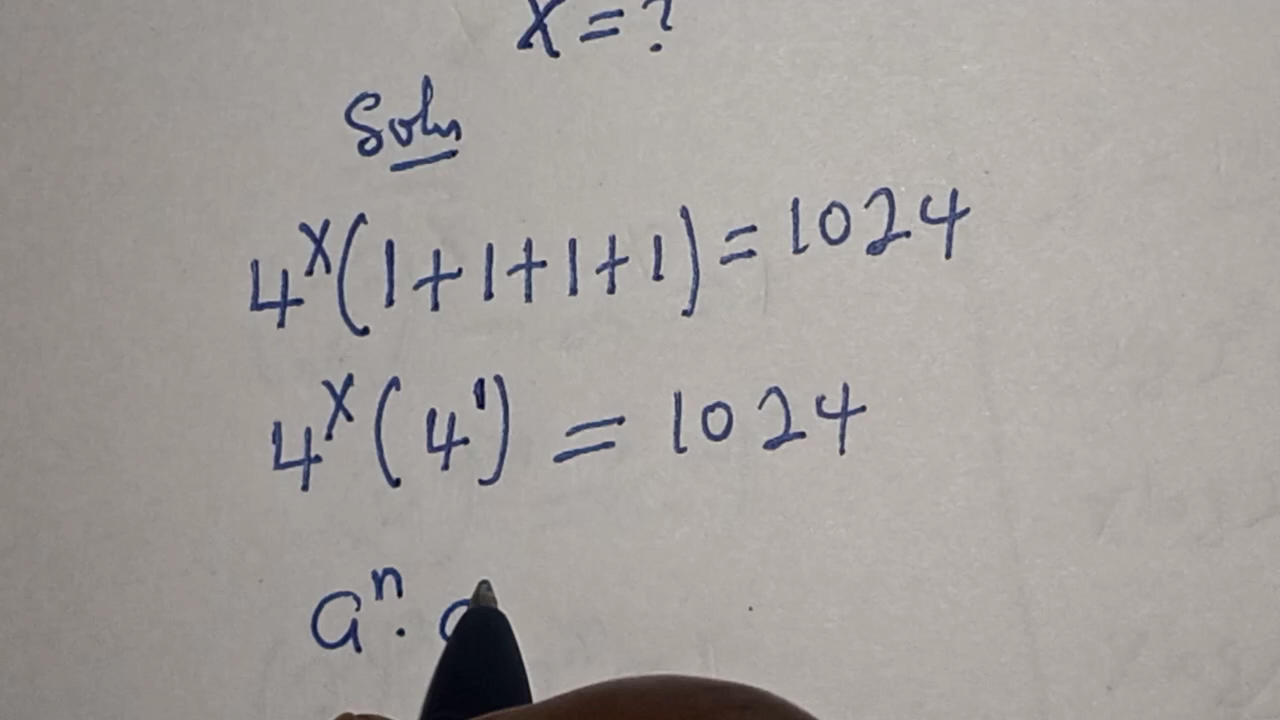 X = ?
Soln
4^x(1+1+1+1) = 1024
4^x(4^1) = 1024
a^n · a